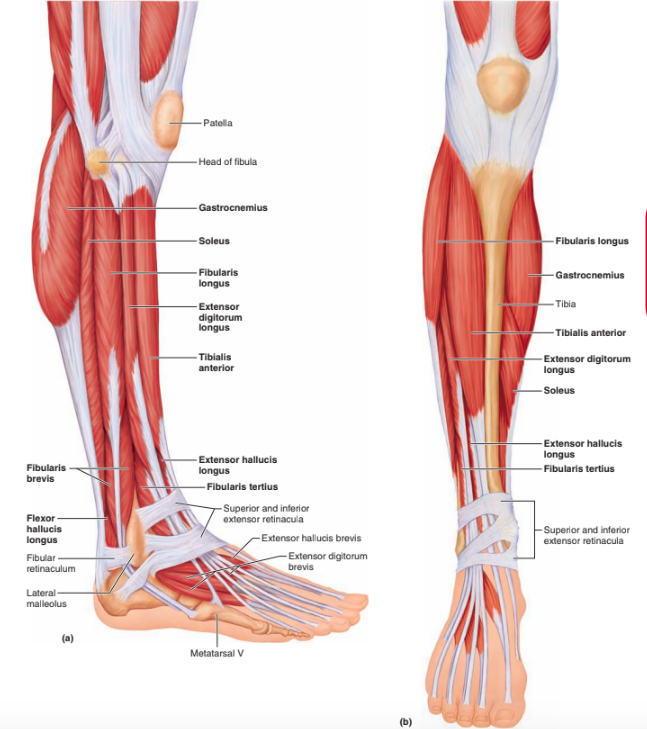 Patella
Head of fibula
Gastrocnemius
Soleus
Fibularis
longus
Extensor
digitorum
longus
Tibialis
anterior
Extensor hallucis
longus
Fibularis tertius
Superior and inferior
extensor retinacula
Extensor hallucis brevis
Extensor digitorum
brevis
Fibularis
brevis
Flexor
hallucis
longus
Fibular
retinaculum
Lateral
malleolus
Metatarsal V
(a)
Fibularis longus
Gastrocnemius
Tibia
Tibialis anterior
Extensor digitorum
longus
Soleus
Extensor hallucis
longus
Fibularis tertius
Superior and inferior
extensor retinacula
(b)